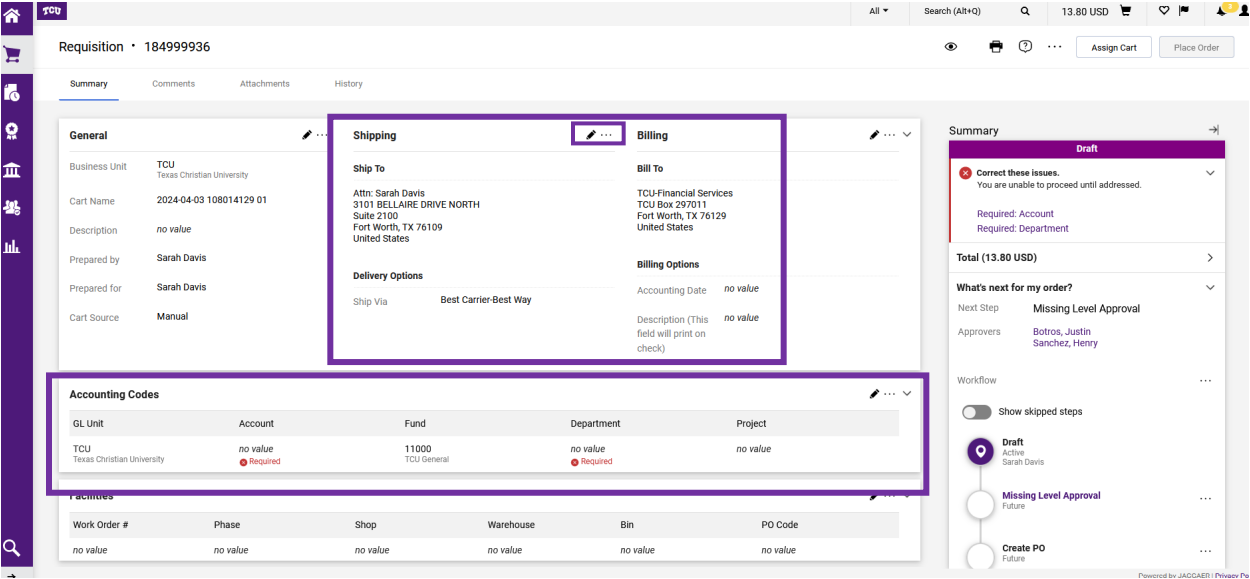 TCU
All
Search (Alt+Q)
13.80 USD
Requisition • 184999936
Assign Cart
Place Order
Summary
Comments
Attachments
History
General
Business Unit
TCU
Texas Christian University
Cart Name
2024-04-03 108014129 01
Description
no value
Prepared by
Sarah Davis
Prepared for
Sarah Davis
Cart Source
Manual
Shipping
Ship To
Attn: Sarah Davis
3101 BELLAIRE DRIVE NORTH
Suite 2100
Fort Worth, TX 76109
United States
Delivery Options
Ship Via
Best Carrier-Best Way
Billing
Bill To
TCU-Financial Services
TCU Box 297011
Fort Worth, TX 76129
United States
Billing Options
Accounting Date
no value
Description (This
field will print on
check)
no value
Accounting Codes
GL Unit Account Fund Department Project
TCU no value 11000 no value no value
Texas Christian University Required TCU General Required
Facilities
Work Order # Phase Shop Warehouse Bin PO Code
no value no value no value no value no value no value
Summary
Draft
Correct these issues.
You are unable to proceed until addressed.
Required: Account
Required: Department
Total (13.80 USD)
What's next for my order?
Next Step
Missing Level Approval
Approvers
Botros, Justin
Sanchez, Henry
Workflow
Show skipped steps
Draft
Active
Sarah Davis
Missing Level Approval
Future
Create PO
Future
Powered by JAGGAER | Privacy Po